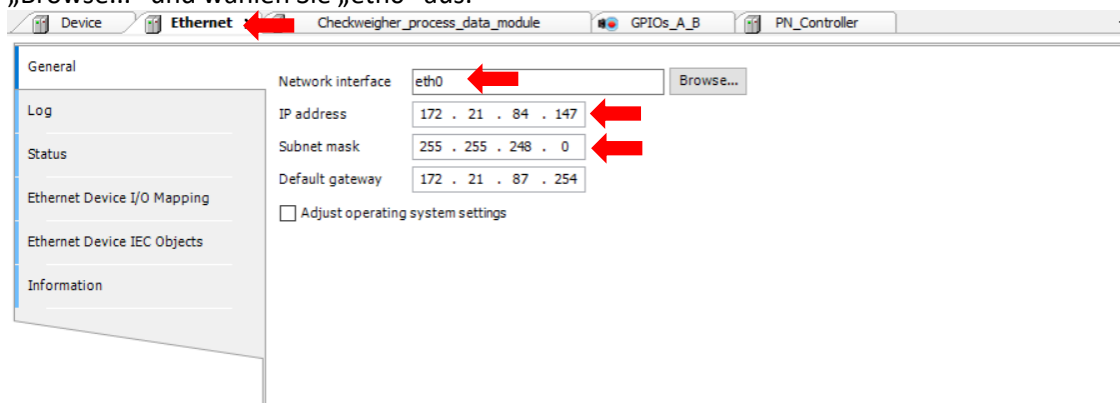 „Browse...“ und wählen Sie „eth0“ aus.
Device Ethernet Checkweigher_process_data_module GPIOs_A_B PN_Controller
General
Network interface eth0 Browse...
Log
IP address 172 . 21 . 84 . 147
Subnet mask 255 . 255 . 248 . 0
Status
Default gateway 172 . 21 . 87 . 254
Ethernet Device I/O Mapping
Adjust operating system settings
Ethernet Device IEC Objects
Information